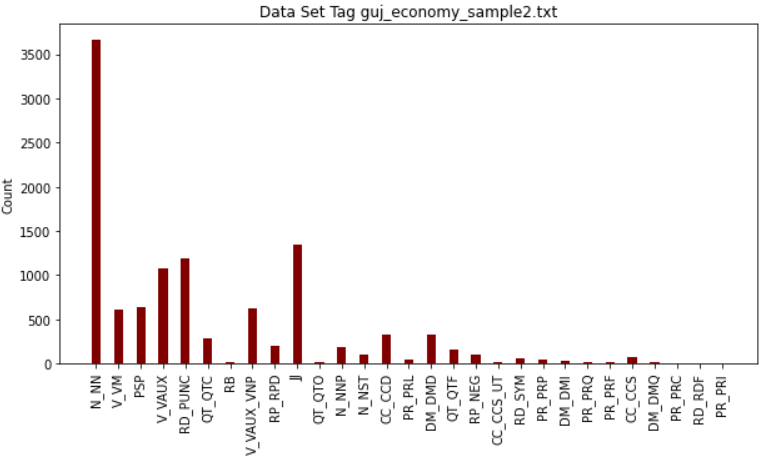 Data Set Tag guj_economy_sample2.txt
3500
3000
2500
2000
1500
1000
500
0
Count
N_NN
V_VM
PSP
V_VAUX
RD_PUNC
QT_QTC
RB
V_VAUX_VNP
RP_RPD
JJ
QT_QTO
N_NNP
N_NST
CC_CCD
PR_PRL
DM_DMD
QT_QTF
RP_NEG
CC_CCS_UT
RD_SYM
PR_PRP
DM_DMI
PR_PRQ
PR_PRF
CC_CCS
DM_DMQ
PR_PRC
RD_RDF
PR_PRI